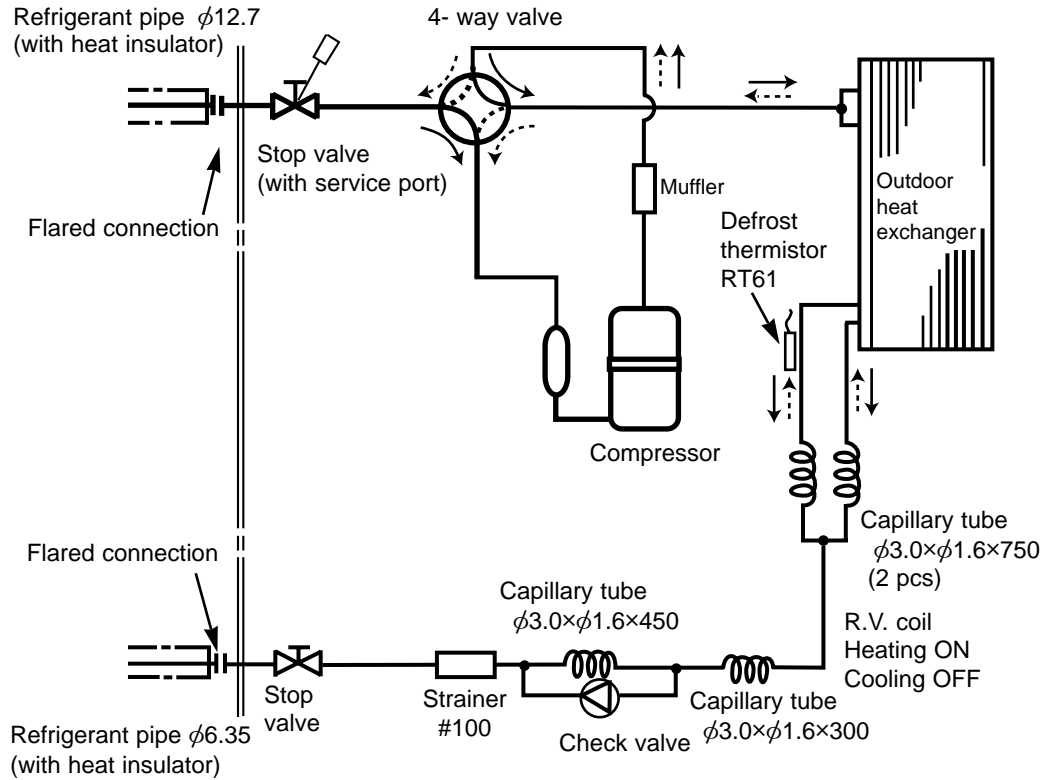 Refrigerant pipe ϕ12.7
(with heat insulator)
4- way valve
Stop valve
(with service port)
Flared connection
Muffler
Outdoor
heat
exchanger
Defrost
thermistor
RT61
Compressor
Capillary tube
ϕ3.0×ϕ1.6×750
(2 pcs)
Flared connection
Capillary tube
ϕ3.0×ϕ1.6×450
R.V. coil
Heating ON
Cooling OFF
Stop
valve
Strainer
#100
Check valve
Capillary tube
ϕ3.0×ϕ1.6×300
Refrigerant pipe ϕ6.35
(with heat insulator)